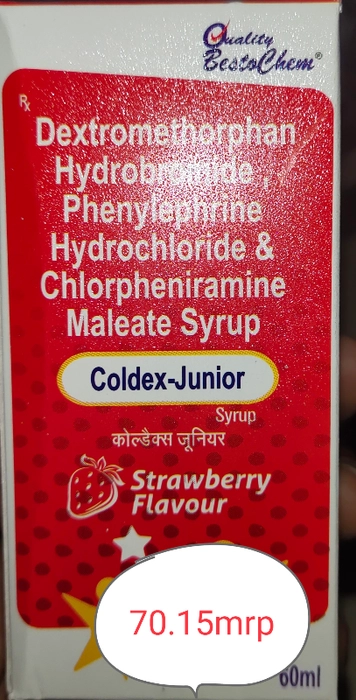 Quality
BestoChem®
Rx
Dextromethorphan
Hydrobromide,
Phenylephrine
Hydrochloride &
Chlorpheniramine
Maleate Syrup
Coldex-Junior
Syrup
कोल्डैक्स जूनियर
Strawberry
Flavour
70.15mrp
60ml